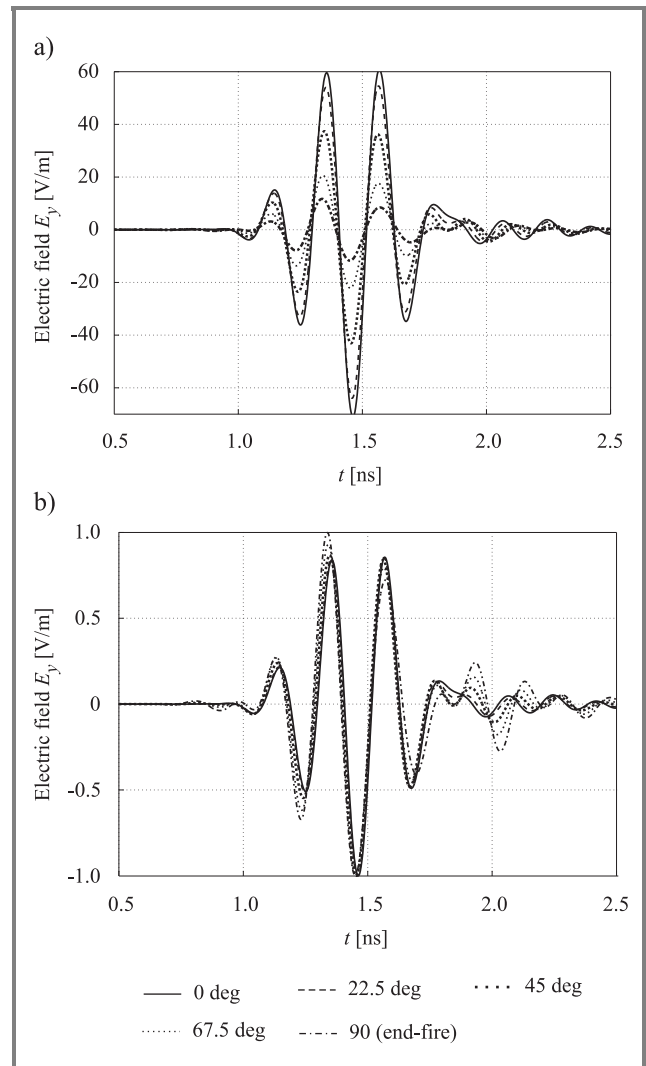 a)
60
40
20
0
-20
-40
-60
Electric field E_y [V/m]
0.5 1.0 1.5 2.0 2.5
t [ns]
b)
1.0
0.5
0
-0.5
-1.0
Electric field E_y [V/m]
0.5 1.0 1.5 2.0 2.5
t [ns]
0 deg 22.5 deg 45 deg
67.5 deg 90 (end-fire)